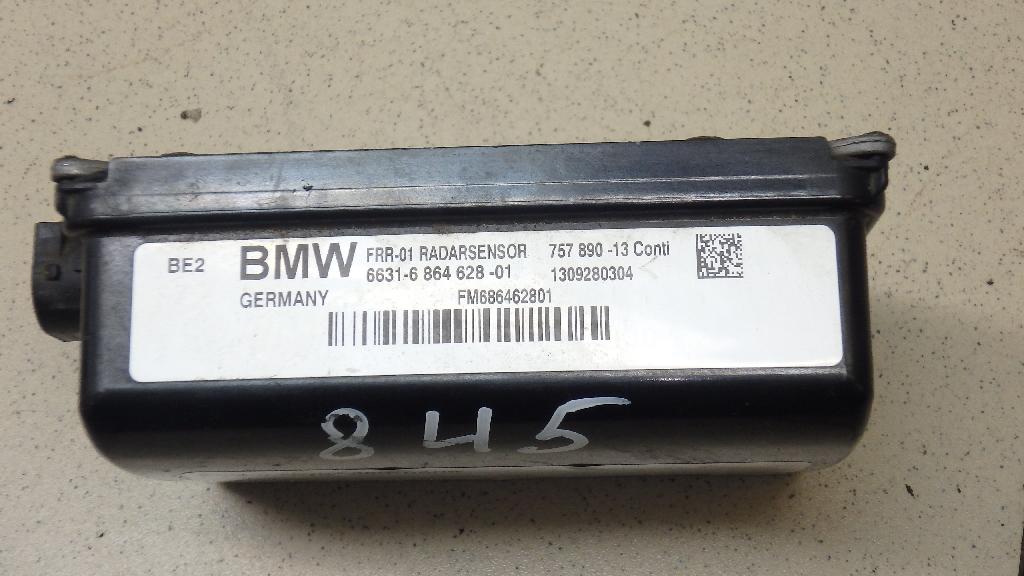 BE2 BMW FRR-01 RADARSENSOR 757 890 -13 Conti
6631-6 864 628 -01 1309280304
GERMANY FM686462801
845